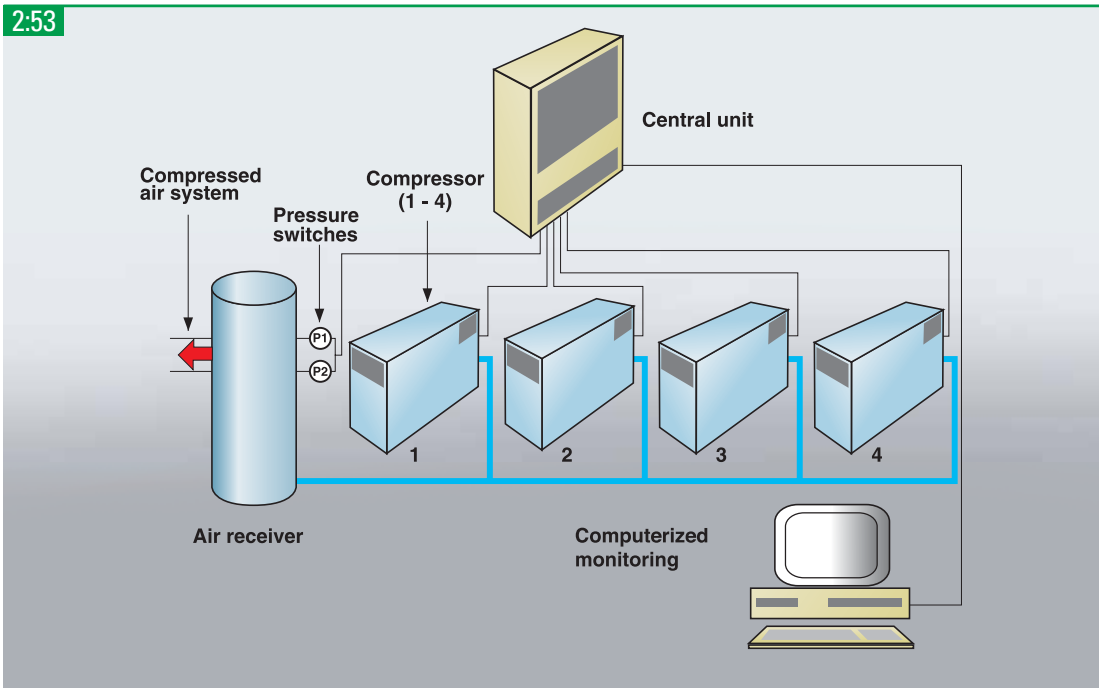 2:53
Central unit
Compressed
air system
Compressor
(1 - 4)
Pressure
switches
P1
P2
1
2
3
4
Air receiver
Computerized
monitoring